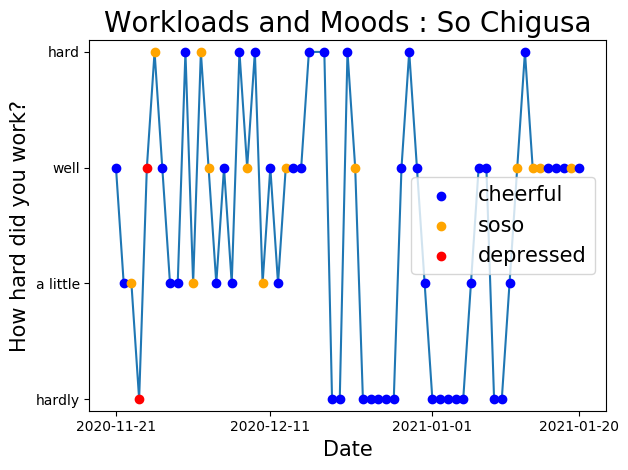 Workloads and Moods : So Chigusa
How hard did you work?
hard
well
a little
hardly
cheerful
soso
depressed
2020-11-21
2020-12-11
2021-01-01
2021-01-20
Date